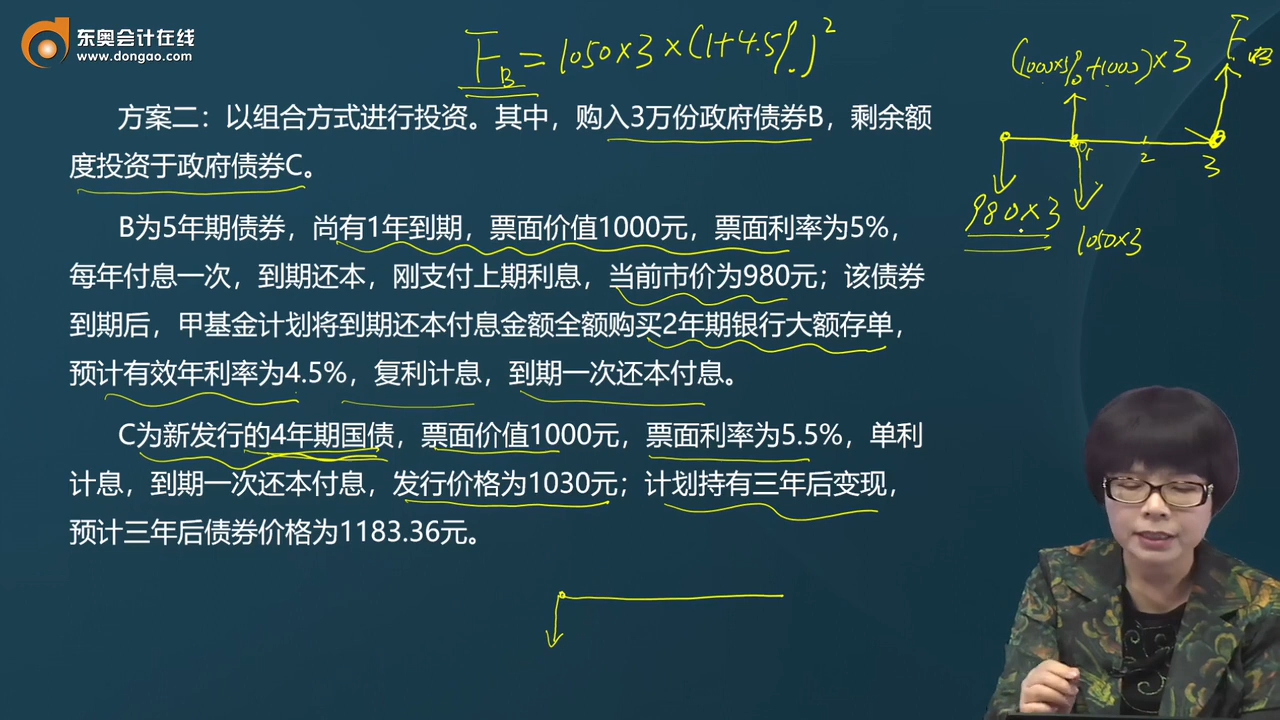 东奥会计在线
www.dongao.com
F_B = 1050×3×(1+4.5%)²
(1000×5%+1000)×3
F
1
2
3
980×3
1050×3
方案二：以组合方式进行投资。其中，购入3万份政府债券B，剩余额
度投资于政府债券C。
B为5年期债券，尚有1年到期，票面价值1000元，票面利率为5%，
每年付息一次，到期还本，刚支付上期利息，当前市价为980元；该债券
到期后，甲基金计划将到期还本付息金额全额购买2年期银行大额存单，
预计有效年利率为4.5%，复利计息，到期一次还本付息。
C为新发行的4年期国债，票面价值1000元，票面利率为5.5%，单利
计息，到期一次还本付息，发行价格为1030元；计划持有三年后变现，
预计三年后债券价格为1183.36元。